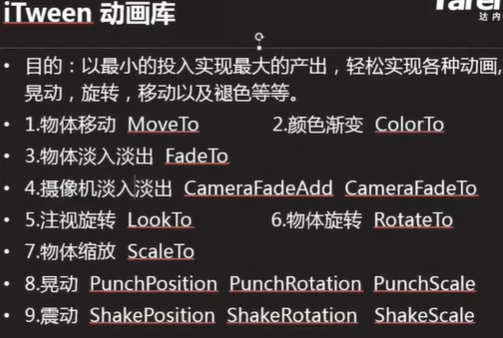 iTween 动画库
达内
• 目的：以最小的投入实现最大的产出，轻松实现各种动画，
晃动，旋转，移动以及褪色等等。
• 1.物体移动 MoveTo 2.颜色渐变 ColorTo
• 3.物体淡入淡出 FadeTo
• 4.摄像机淡入淡出 CameraFadeAdd CameraFadeTo
• 5.注视旋转 LookTo 6.物体旋转 RotateTo
• 7.物体缩放 ScaleTo
• 8.晃动 PunchPosition PunchRotation PunchScale
• 9.震动 ShakePosition ShakeRotation ShakeScale